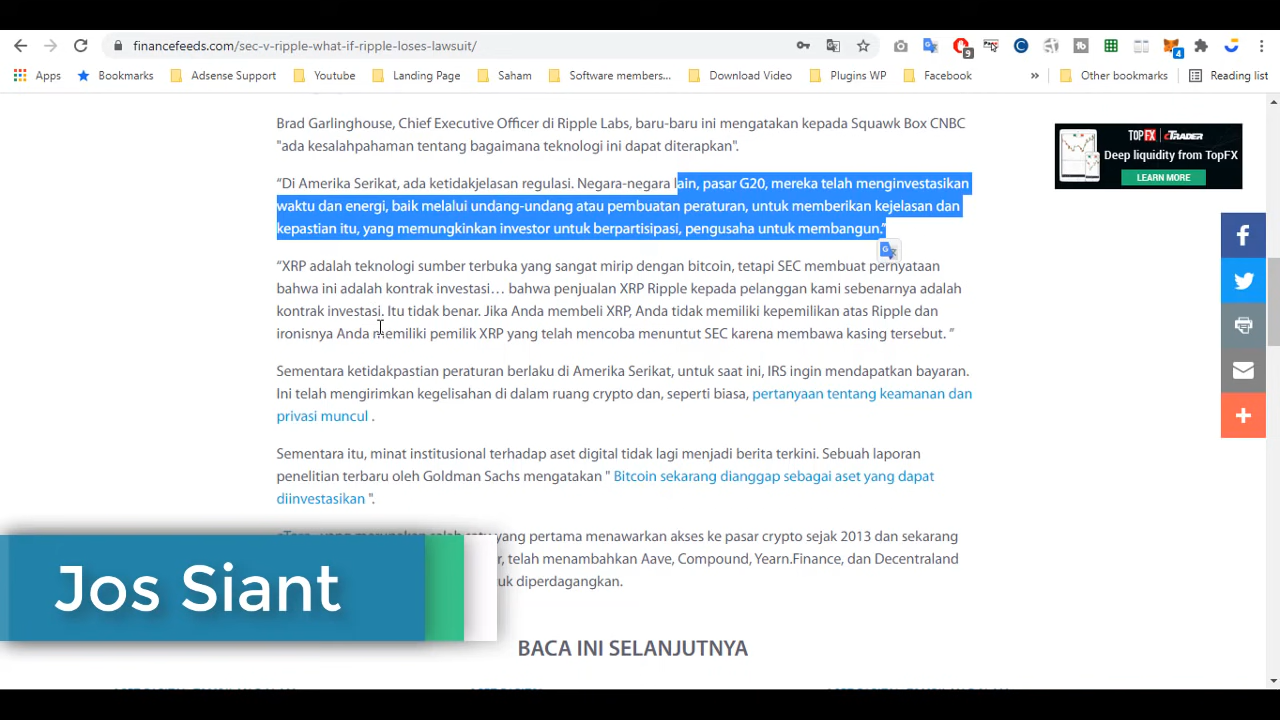 financefeeds.com/sec-v-ripple-what-if-ripple-loses-lawsuit/
9
4
Apps Bookmarks Adsense Support Youtube Landing Page Saham Software members... Download Video Plugins WP Facebook » Other bookmarks Reading list
Brad Garlinghouse, Chief Executive Officer di Ripple Labs, baru-baru ini mengatakan kepada Squawk Box CNBC
"ada kesalahpahaman tentang bagaimana teknologi ini dapat diterapkan".
“Di Amerika Serikat, ada ketidakjelasan regulasi. Negara-negara lain, pasar G20, mereka telah menginvestasikan
waktu dan energi, baik melalui undang-undang atau pembuatan peraturan, untuk memberikan kejelasan dan
kepastian itu, yang memungkinkan investor untuk berpartisipasi, pengusaha untuk membangun.”
“XRP adalah teknologi sumber terbuka yang sangat mirip dengan bitcoin, tetapi SEC membuat pernyataan
bahwa ini adalah kontrak investasi… bahwa penjualan XRP Ripple kepada pelanggan kami sebenarnya adalah
kontrak investasi. Itu tidak benar. Jika Anda membeli XRP, Anda tidak memiliki kepemilikan atas Ripple dan
ironisnya Anda memiliki pemilik XRP yang telah mencoba menuntut SEC karena membawa kasing tersebut. ”
Sementara ketidakpastian peraturan berlaku di Amerika Serikat, untuk saat ini, IRS ingin mendapatkan bayaran.
Ini telah mengirimkan kegelisahan di dalam ruang crypto dan, seperti biasa, pertanyaan tentang keamanan dan
privasi muncul .
Sementara itu, minat institusional terhadap aset digital tidak lagi menjadi berita terkini. Sebuah laporan
penelitian terbaru oleh Goldman Sachs mengatakan " Bitcoin sekarang dianggap sebagai aset yang dapat
diinvestasikan ".
yang pertama menawarkan akses ke pasar crypto sejak 2013 dan sekarang
telah menambahkan Aave, Compound, Yearn.Finance, dan Decentraland
diperdagangkan.
BACA INI SELANJUTNYA
TOPFX cTRADER
Deep liquidity from TopFX
LEARN MORE
Jos Siant